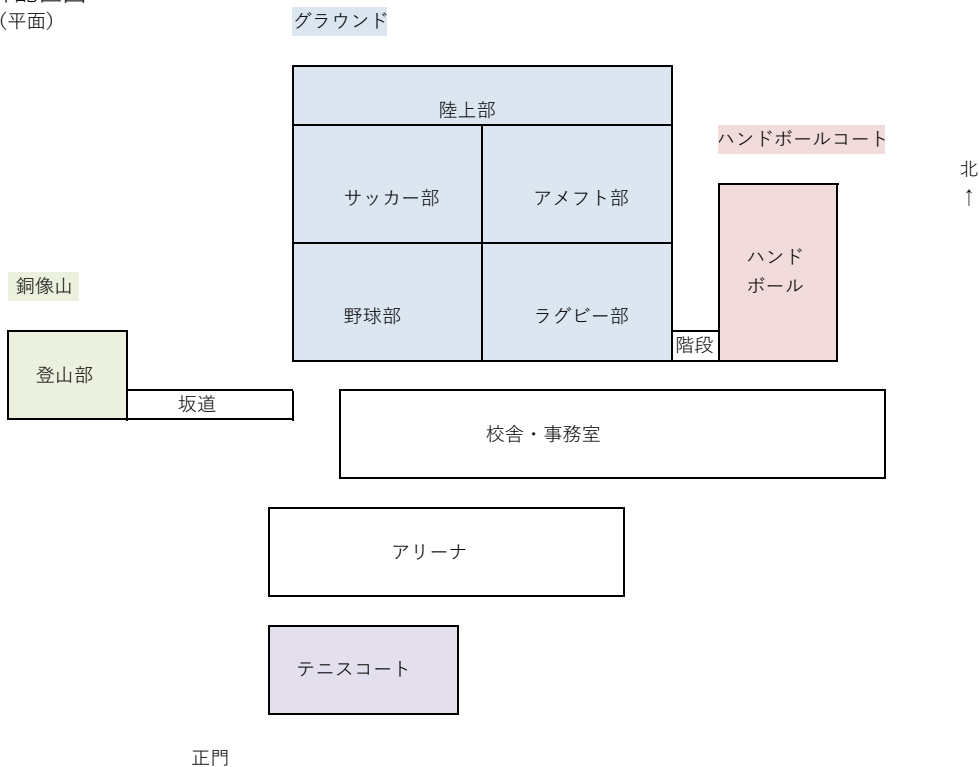 （平面）
グラウンド
陸上部
ハンドボールコート
北
↑
サッカー部
アメフト部
ハンド
ボール
銅像山
野球部
ラグビー部
階段
登山部
坂道
校舎・事務室
アリーナ
テニスコート
正門